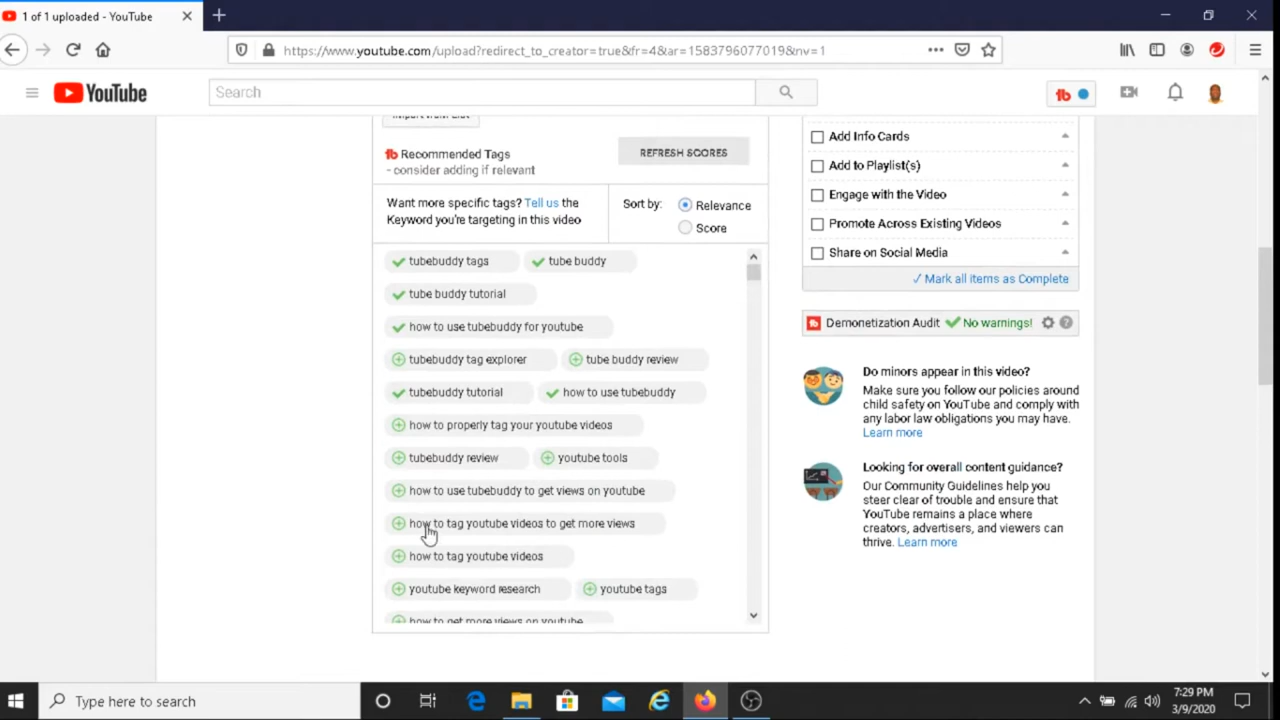 1 of 1 uploaded - YouTube
https://www.youtube.com/upload?redirect_to_creator=true&fr=4&ar=1583796077019&nv=1
YouTube
Search
Import from List
Recommended Tags
- consider adding if relevant
REFRESH SCORES
Want more specific tags? Tell us the
Keyword you're targeting in this video
Sort by:
Relevance
Score
tubebuddy tags
tube buddy
tube buddy tutorial
how to use tubebuddy for youtube
tubebuddy tag explorer
tube buddy review
tubebuddy tutorial
how to use tubebuddy
how to properly tag your youtube videos
tubebuddy review
youtube tools
how to use tubebuddy to get views on youtube
how to tag youtube videos to get more views
how to tag youtube videos
youtube keyword research
youtube tags
how to get more views on youtube
Add Info Cards
Add to Playlist(s)
Engage with the Video
Promote Across Existing Videos
Share on Social Media
✓ Mark all items as Complete
Demonetization Audit
No warnings!
Do minors appear in this video?
Make sure you follow our policies around
child safety on YouTube and comply with
any labor law obligations you may have.
Learn more
Looking for overall content guidance?
Our Community Guidelines help you
steer clear of trouble and ensure that
YouTube remains a place where
creators, advertisers, and viewers can
thrive. Learn more
Type here to search
7:29 PM
3/9/2020